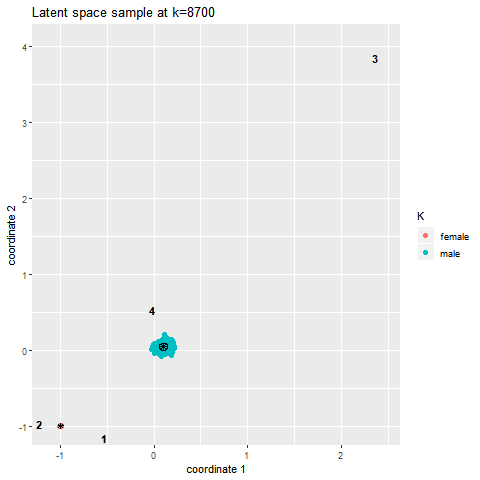 Latent space sample at k=8700
coordinate 2
4
3
2
1
0
-1
3
4
2
1
-1
0
1
2
coordinate 1
K
female
male